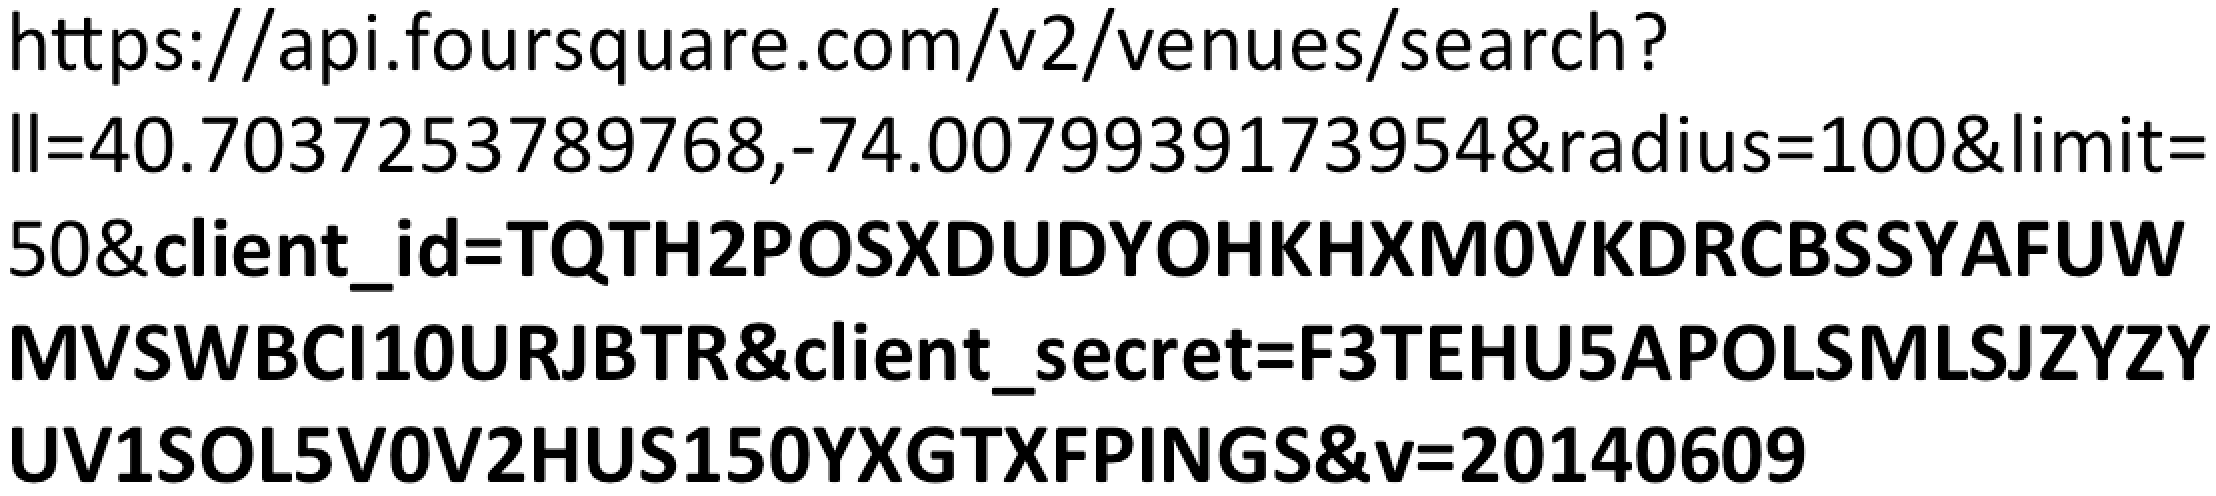 https://api.foursquare.com/v2/venues/search?
ll=40.7037253789768,-74.0079939173954&radius=100&limit=
50&client_id=TQTH2POSXDUDYOHKHXM0VKDRCBSSYAFUW
MVSWBCI10URJBTR&client_secret=F3TEHU5APOLSMLSJZYZY
UV1SOL5V0V2HUS150YXGTXFPINGS&v=20140609